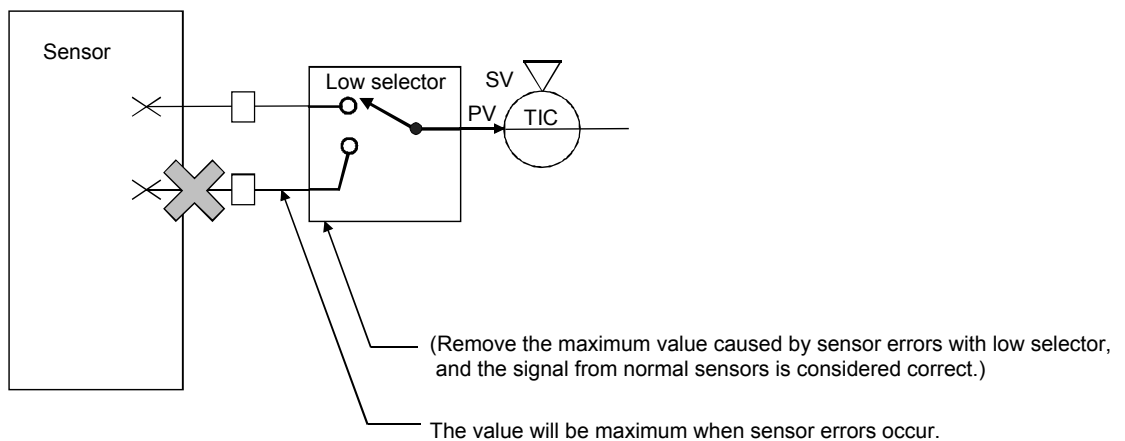 Sensor
Low selector
SV
PV
TIC
(Remove the maximum value caused by sensor errors with low selector,
and the signal from normal sensors is considered correct.)
The value will be maximum when sensor errors occur.